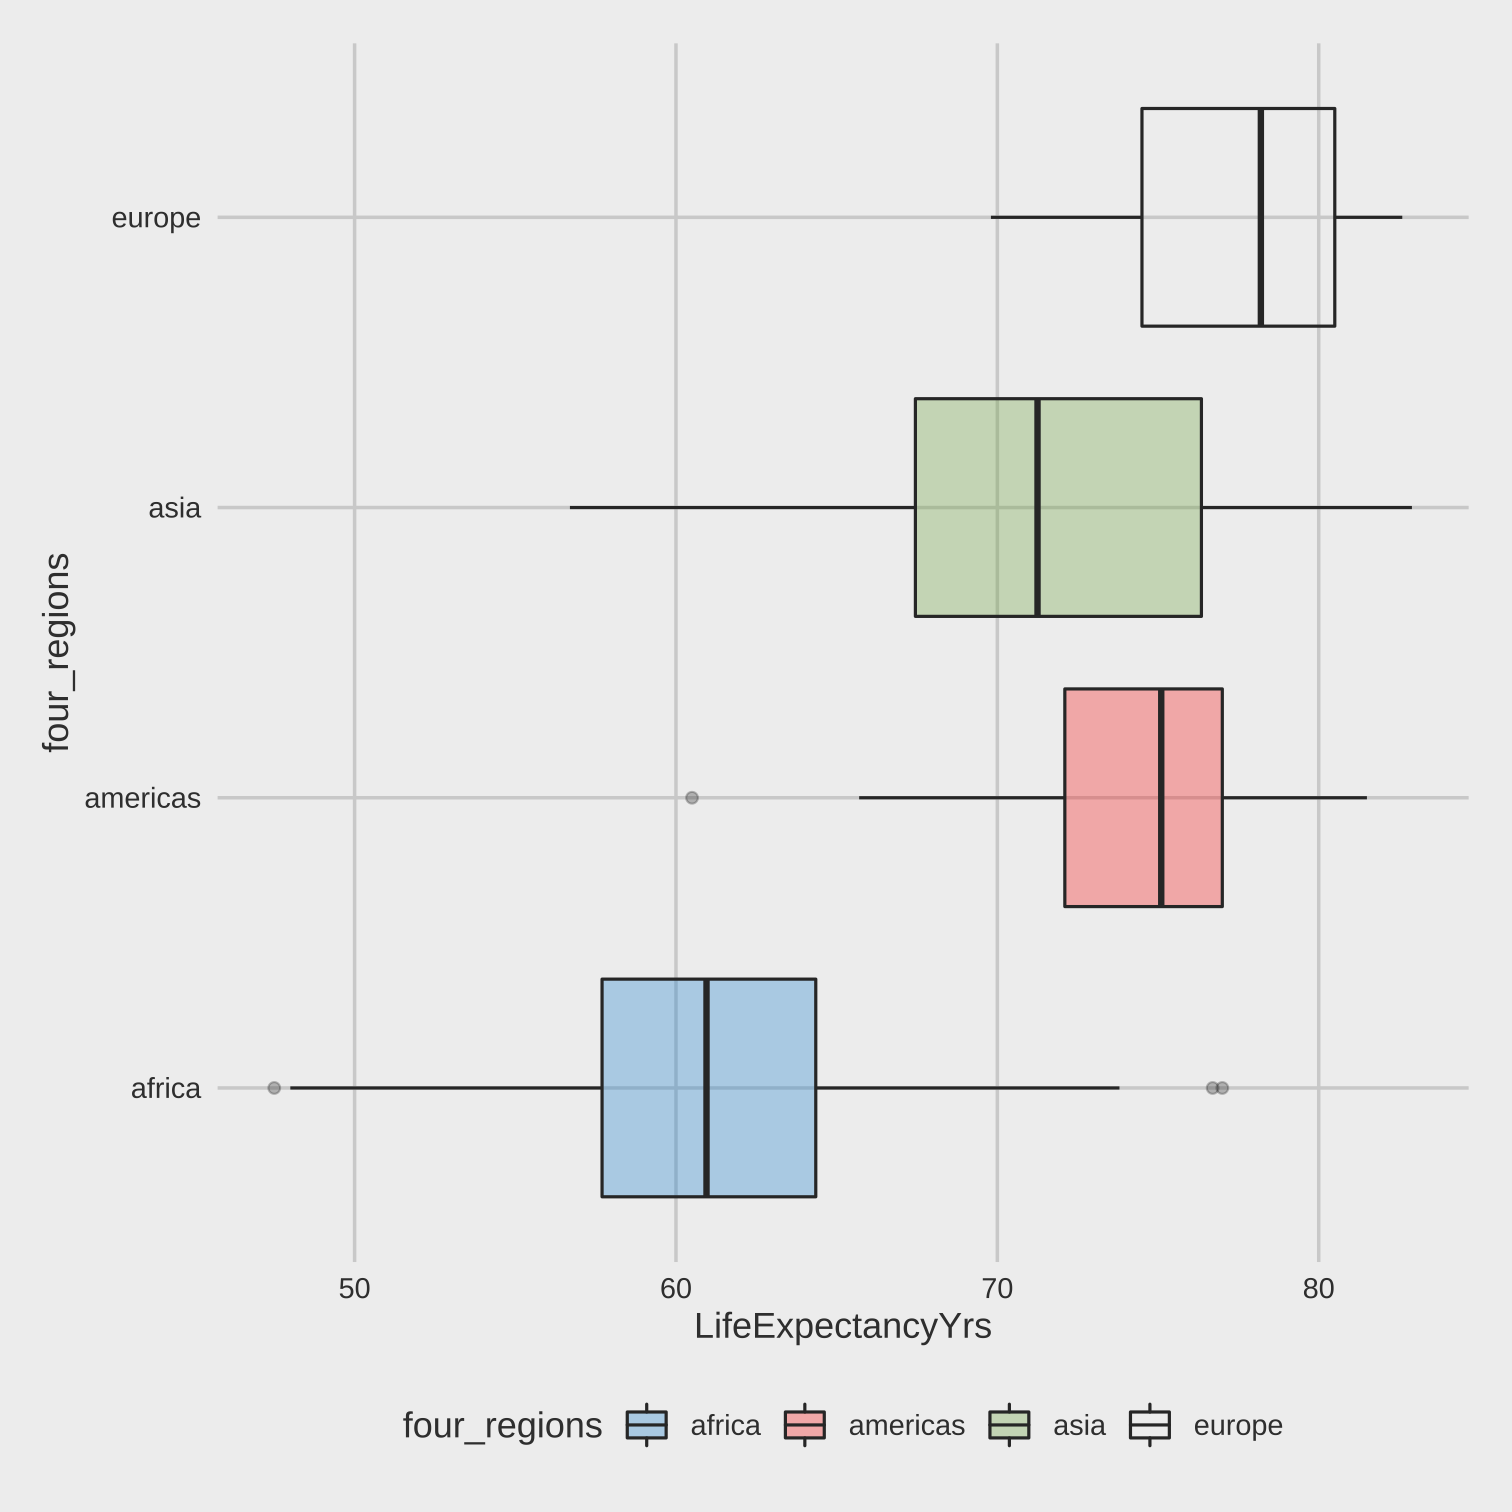 europe
asia
four_regions
americas
africa
50 60 70 80
LifeExpectancyYrs
four_regions africa americas asia europe